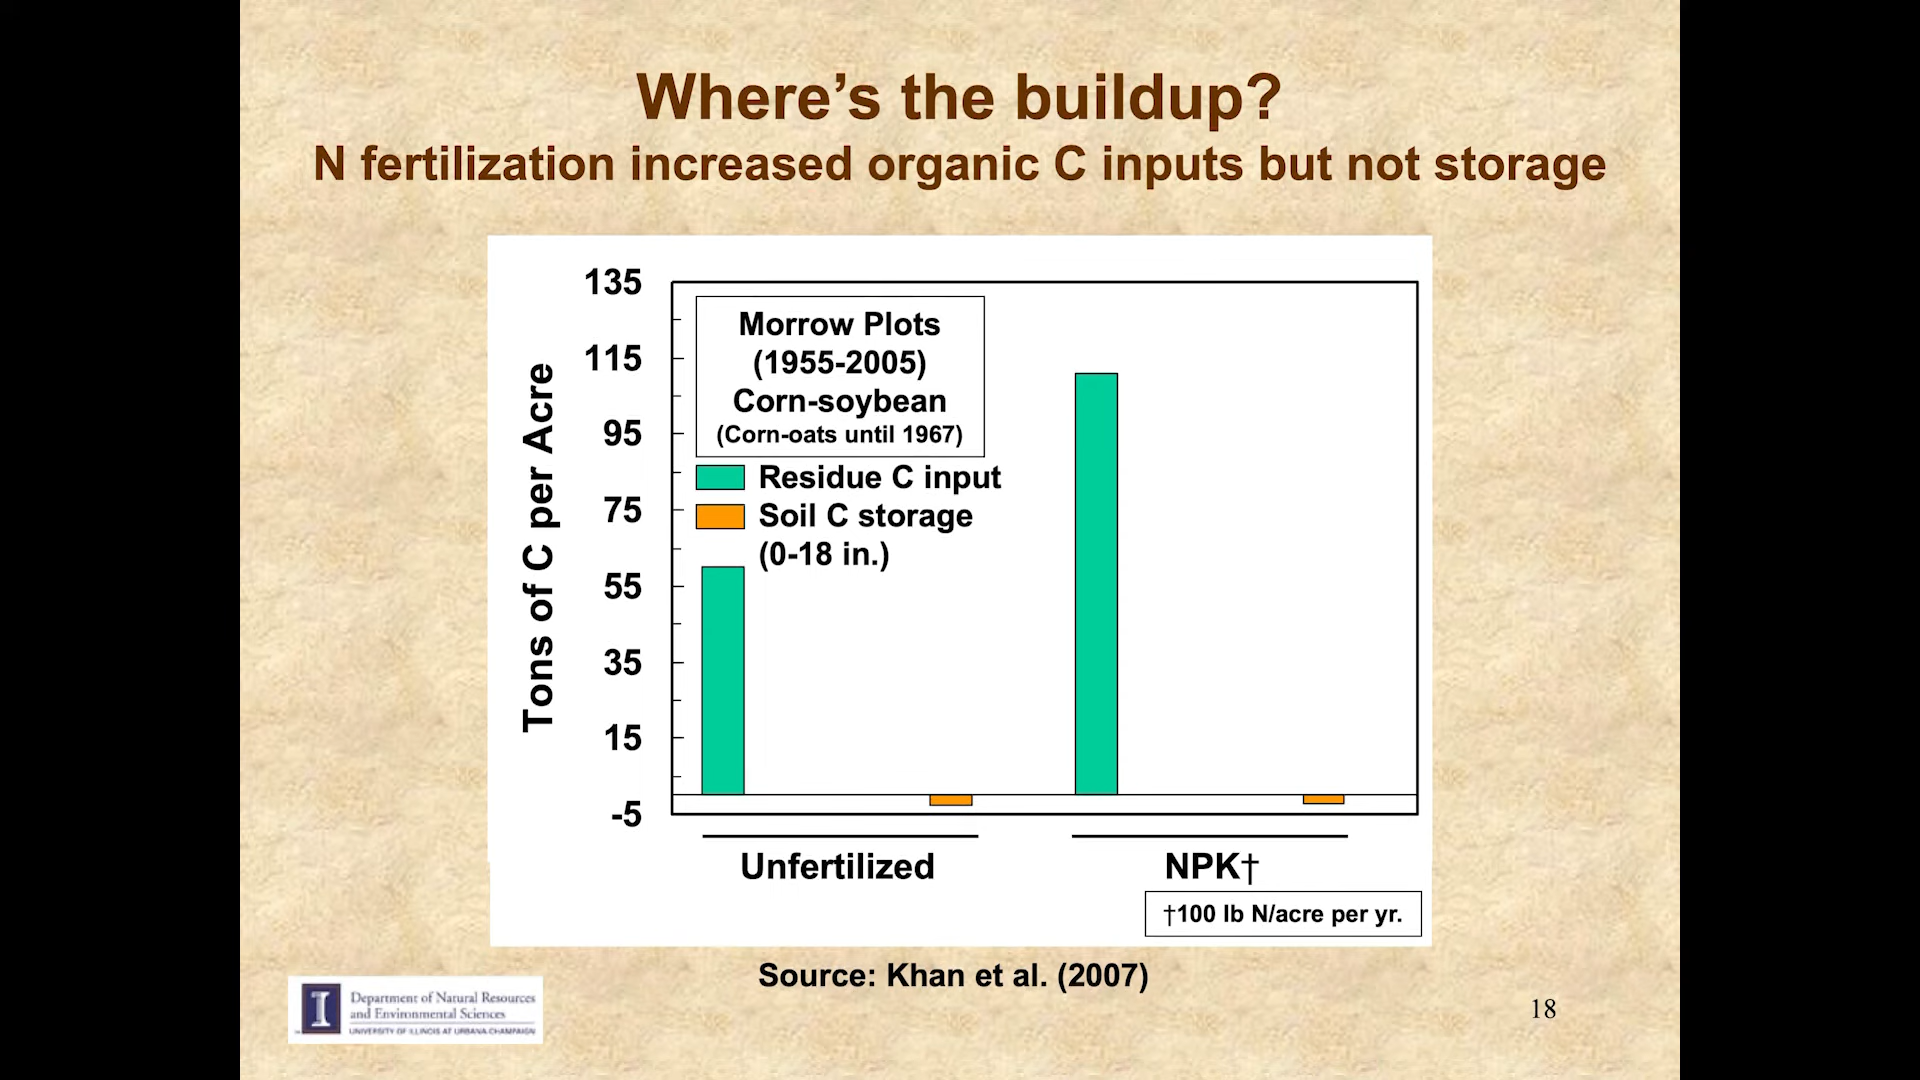 Where’s the buildup?
N fertilization increased organic C inputs but not storage
135
115
95
75
55
35
15
-5
Tons of C per Acre
Morrow Plots
(1955-2005)
Corn-soybean
(Corn-oats until 1967)
Residue C input
Soil C storage
(0-18 in.)
Unfertilized
NPK†
†100 lb N/acre per yr.
Source: Khan et al. (2007)
I
Department of Natural Resources
and Environmental Sciences
UNIVERSITY OF ILLINOIS AT URBANA-CHAMPAIGN
18